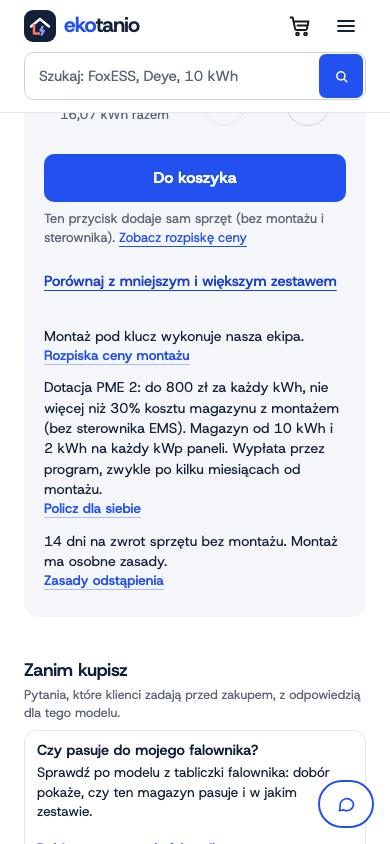 ekotanio
Szukaj: FoxESS, Deye, 10 kWh
16,07 kWh razem
Do koszyka
Ten przycisk dodaje sam sprzęt (bez montażu i
sterownika). Zobacz rozpiskę ceny
Porównaj z mniejszym i większym zestawem
Montaż pod klucz wykonuje nasza ekipa.
Rozpiska ceny montażu
Dotacja PME 2: do 800 zł za każdy kWh, nie
więcej niż 30% kosztu magazynu z montażem
(bez sterownika EMS). Magazyn od 10 kWh i
2 kWh na każdy kWp paneli. Wypłata przez
program, zwykle po kilku miesiącach od
montażu.
Policz dla siebie
14 dni na zwrot sprzętu bez montażu. Montaż
ma osobne zasady.
Zasady odstąpienia
Zanim kupisz
Pytania, które klienci zadają przed zakupem, z odpowiedzią
dla tego modelu.
Czy pasuje do mojego falownika?
Sprawdź po modelu z tabliczki falownika: dobór
pokaże, czy ten magazyn pasuje i w jakim
zestawie.